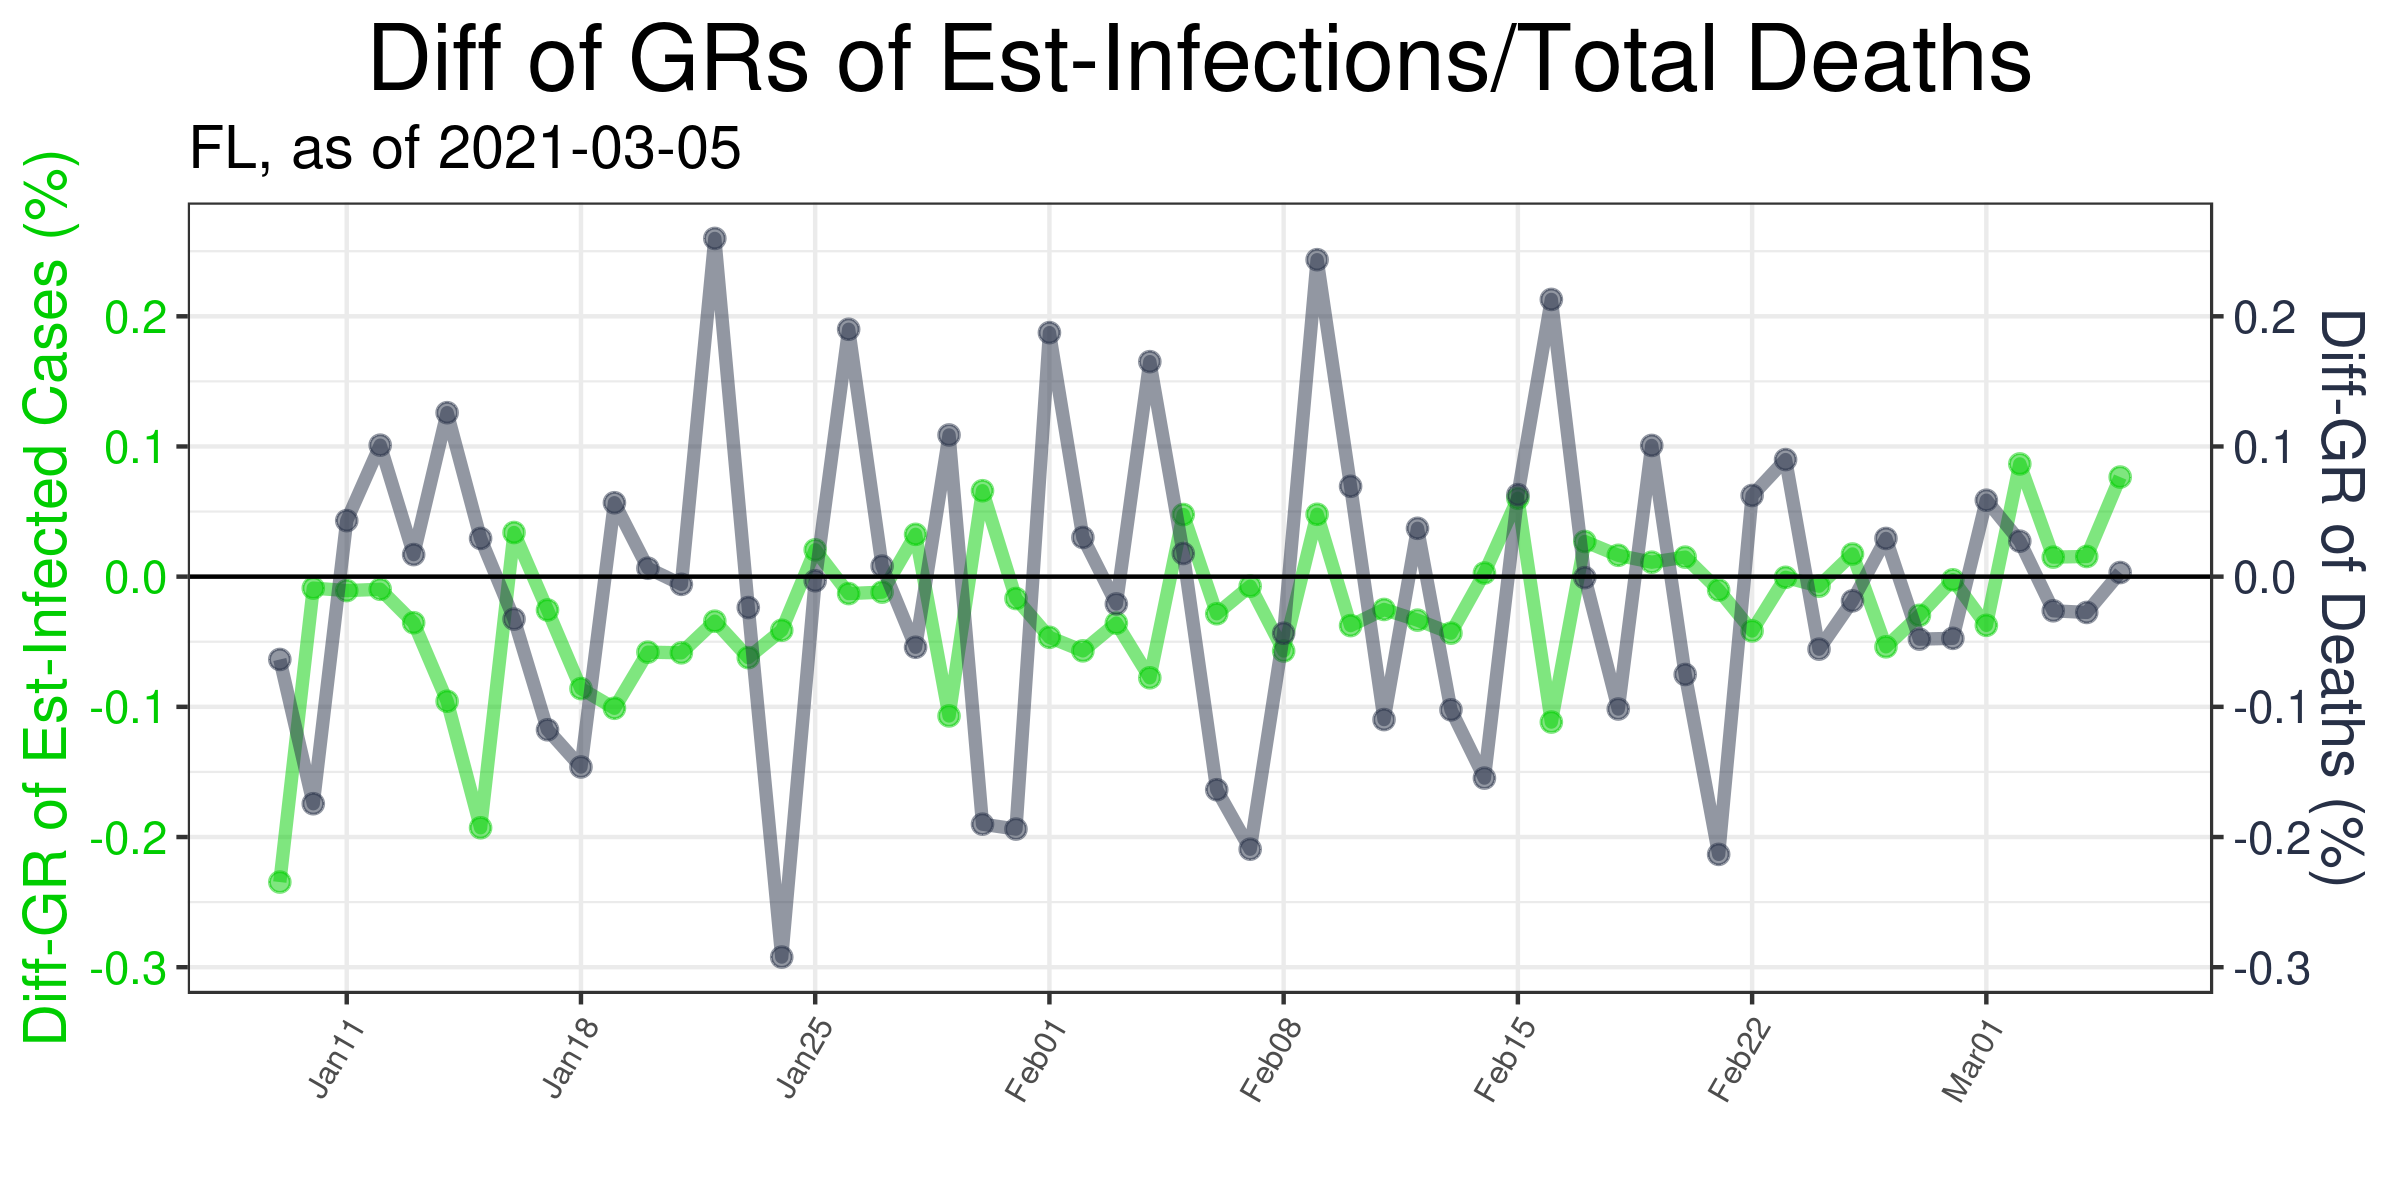 Diff of GRs of Est-Infections/Total Deaths
FL, as of 2021-03-05
Diff-GR of Est-Infected Cases (%)
0.2
0.1
0.0
-0.1
-0.2
-0.3
0.2
0.1
0.0
-0.1
-0.2
-0.3
Diff-GR of Deaths (%)
Jan11
Jan18
Jan25
Feb01
Feb08
Feb15
Feb22
Mar01